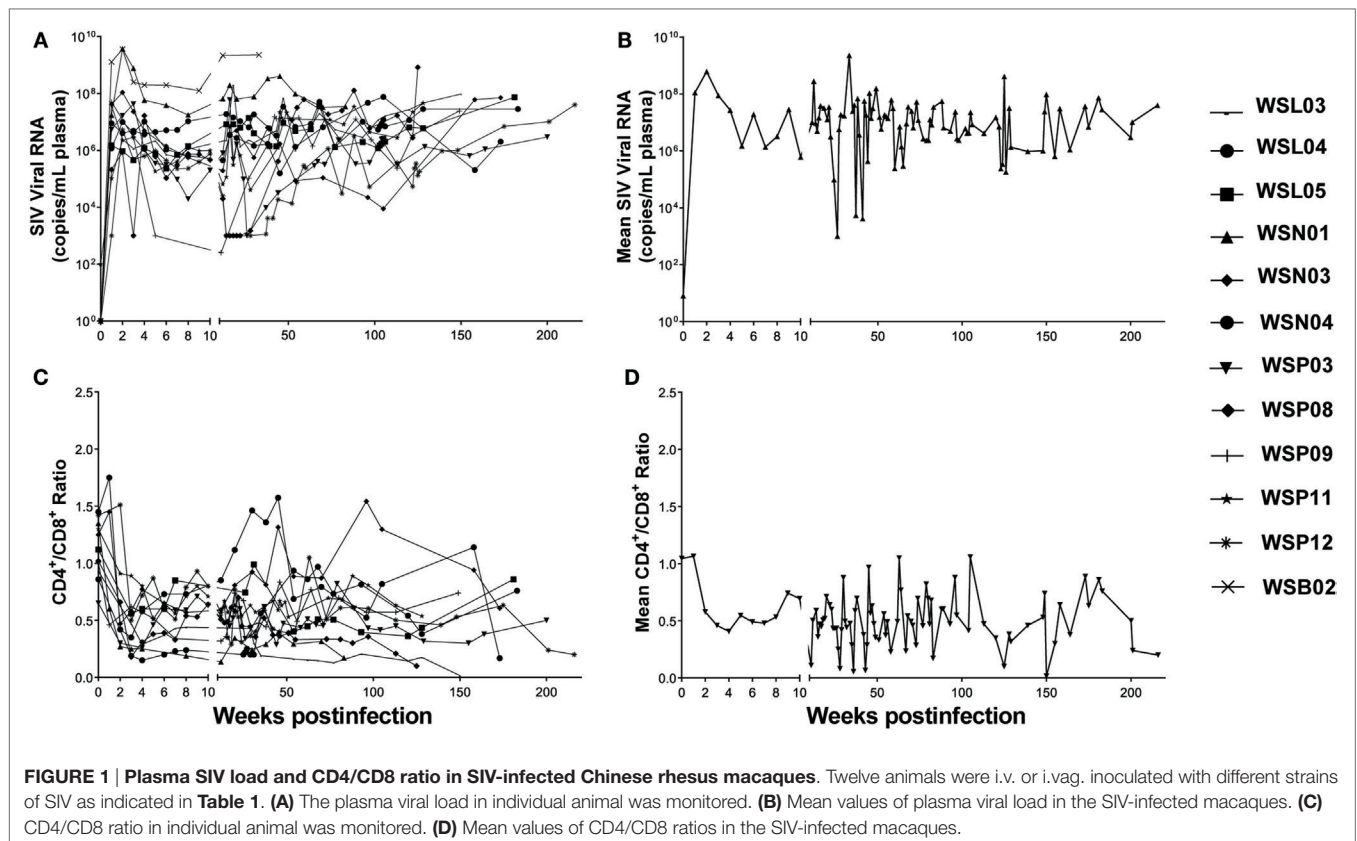 A
10^10
10^8
10^6
10^4
10^2
10^0
SIV Viral RNA
(copies/mL plasma)
0 2 4 6 8 10 50 100 150 200
B
10^10
10^8
10^6
10^4
10^2
10^0
Mean SIV Viral RNA
(copies/mL plasma)
0 2 4 6 8 10 50 100 150 200
C
2.5
2.0
1.5
1.0
0.5
0.0
CD4+/CD8+ Ratio
0 2 4 6 8 10 50 100 150 200
Weeks postinfection
D
2.5
2.0
1.5
1.0
0.5
0.0
Mean CD4+/CD8+ Ratio
0 2 4 6 8 10 50 100 150 200
Weeks postinfection
WSL03
WSL04
WSL05
WSN01
WSN03
WSN04
WSP03
WSP08
WSP09
WSP11
WSP12
WSB02
FIGURE 1 | Plasma SIV load and CD4/CD8 ratio in SIV-infected Chinese rhesus macaques. Twelve animals were i.v. or i.vag. inoculated with different strains
of SIV as indicated in Table 1. (A) The plasma viral load in individual animal was monitored. (B) Mean values of plasma viral load in the SIV-infected macaques. (C)
CD4/CD8 ratio in individual animal was monitored. (D) Mean values of CD4/CD8 ratios in the SIV-infected macaques.